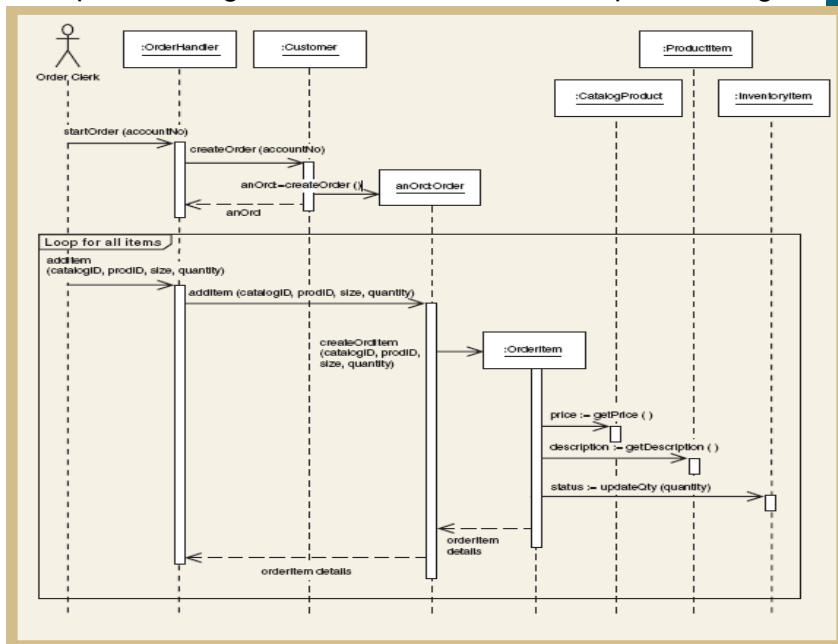 :OrderHandler
:Customer
:ProductItem
Order Clerk
:CatalogProduct
:InventoryItem
startOrder (accountNo)
createOrder (accountNo)
anOrd:=createOrder ()
anOrd:Order
anOrd
Loop for all items
addItem
(catalogID, prodID, size, quantity)
addItem (catalogID, prodID, size, quantity)
createOrdItem
(catalogID, prodID,
size, quantity)
:OrderItem
price := getPrice ( )
description := getDescription ( )
status := updateQty (quantity)
orderItem
details
orderItem details